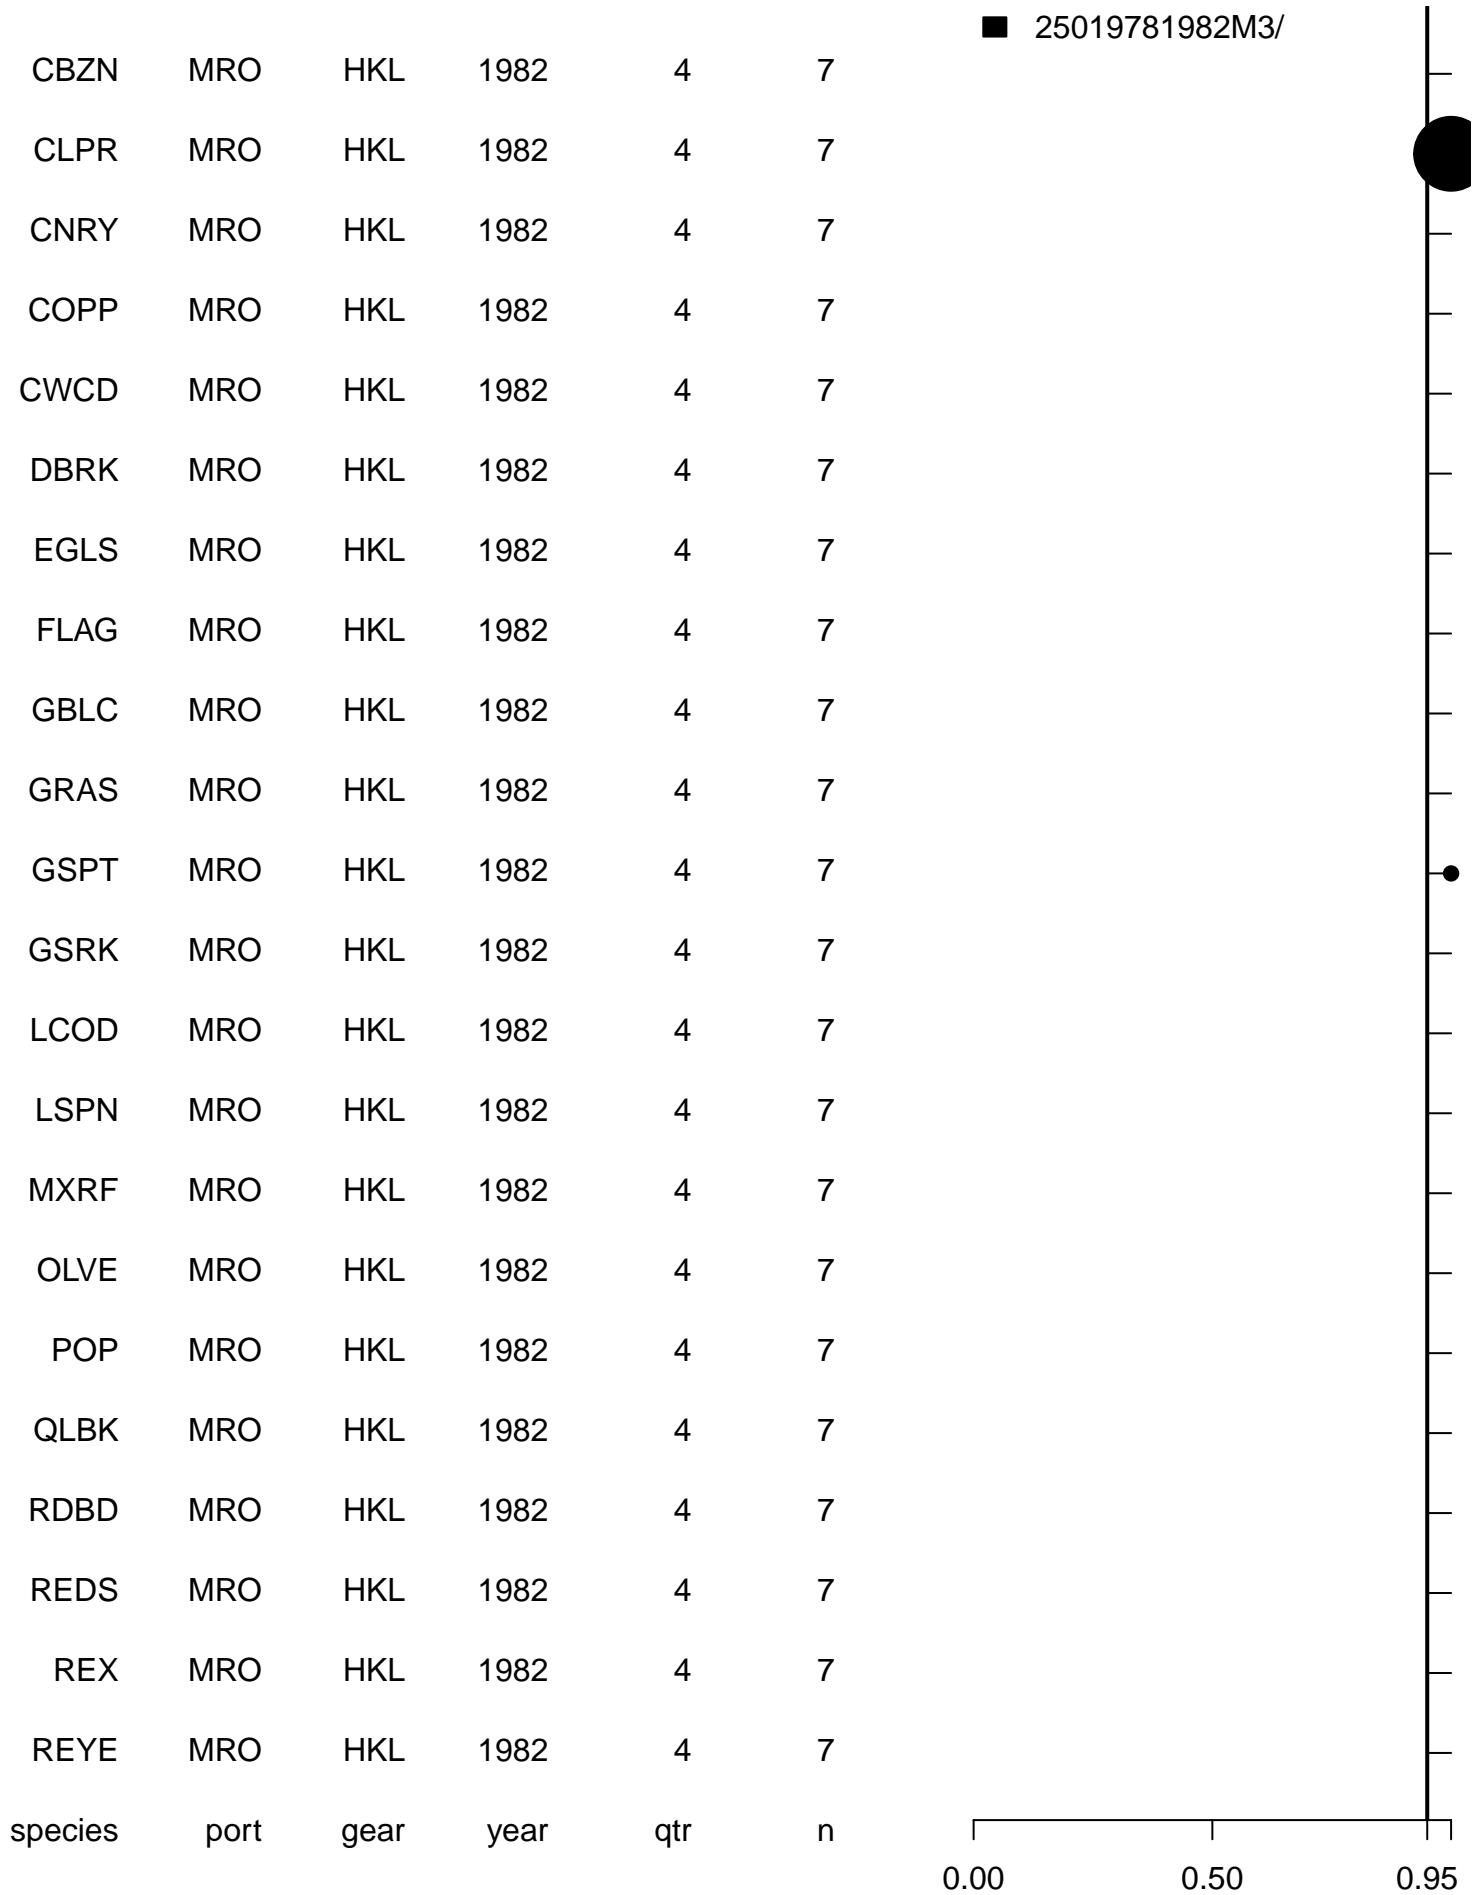 25019781982M3/
CBZN MRO HKL 1982 4 7
CLPR MRO HKL 1982 4 7
CNRY MRO HKL 1982 4 7
COPP MRO HKL 1982 4 7
CWCD MRO HKL 1982 4 7
DBRK MRO HKL 1982 4 7
EGLS MRO HKL 1982 4 7
FLAG MRO HKL 1982 4 7
GBLC MRO HKL 1982 4 7
GRAS MRO HKL 1982 4 7
GSPT MRO HKL 1982 4 7
GSRK MRO HKL 1982 4 7
LCOD MRO HKL 1982 4 7
LSPN MRO HKL 1982 4 7
MXRF MRO HKL 1982 4 7
OLVE MRO HKL 1982 4 7
POP MRO HKL 1982 4 7
QLBK MRO HKL 1982 4 7
RDBD MRO HKL 1982 4 7
REDS MRO HKL 1982 4 7
REX MRO HKL 1982 4 7
REYE MRO HKL 1982 4 7
species port gear year qtr n
0.00 0.50 0.95